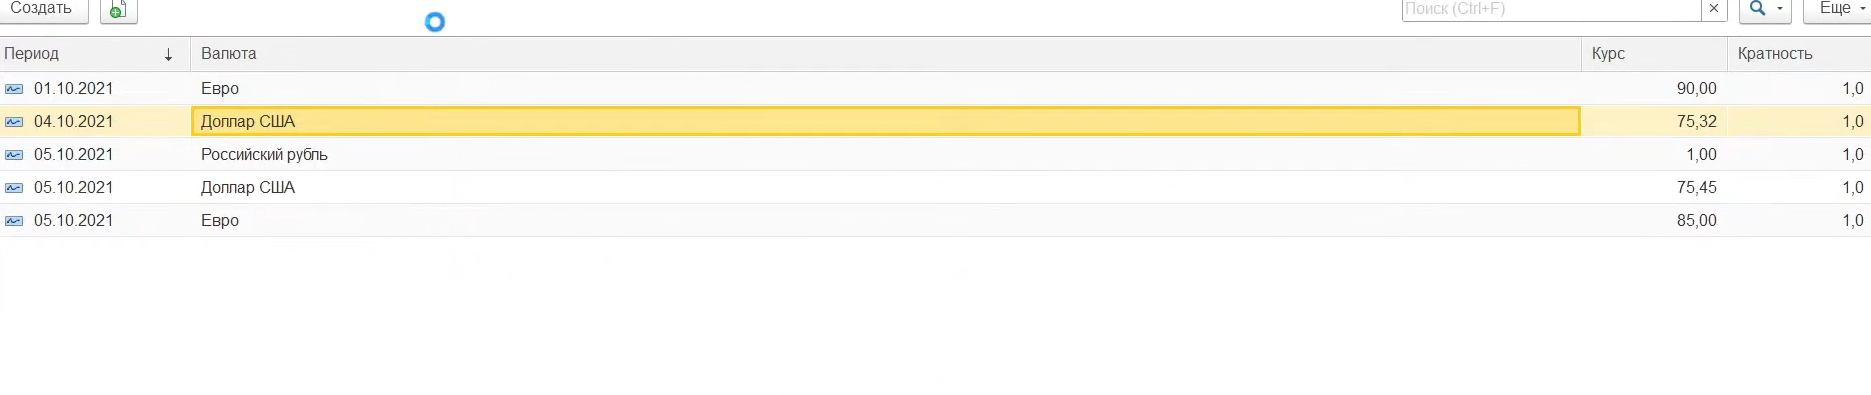 Создать Поиск (Ctrl+F) Еще
Период Валюта Курс Кратность
01.10.2021 Евро 90,00 1,0
04.10.2021 Доллар США 75,32 1,0
05.10.2021 Российский рубль 1,00 1,0
05.10.2021 Доллар США 75,45 1,0
05.10.2021 Евро 85,00 1,0